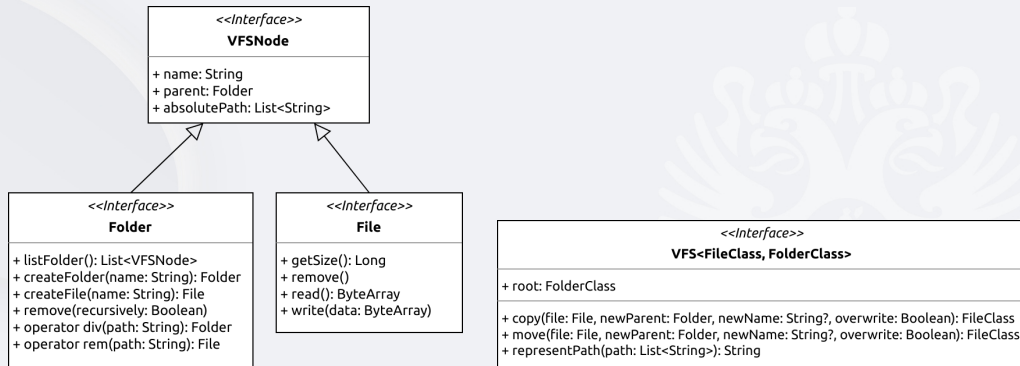 <<Interface>>
VFSNode
+ name: String
+ parent: Folder
+ absolutePath: List<String>
<<Interface>>
Folder
+ listFolder(): List<VFSNode>
+ createFolder(name: String): Folder
+ createFile(name: String): File
+ remove(recursively: Boolean)
+ operator div(path: String): Folder
+ operator rem(path: String): File
<<Interface>>
File
+ getSize(): Long
+ remove()
+ read(): ByteArray
+ write(data: ByteArray)
<<Interface>>
VFS<FileClass, FolderClass>
+ root: FolderClass
+ copy(file: File, newParent: Folder, newName: String?, overwrite: Boolean): FileClass
+ move(file: File, newParent: Folder, newName: String?, overwrite: Boolean): FileClass
+ representPath(path: List<String>): String